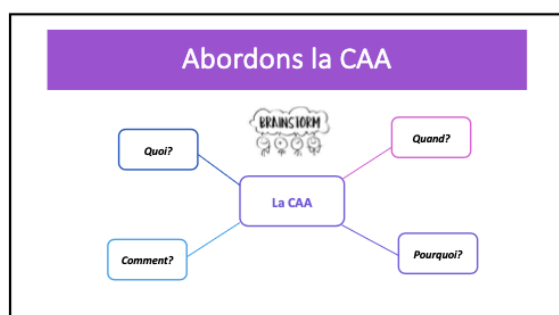 Abordons la CAA
BRAINSTORM
Quoi?
Quand?
La CAA
Comment?
Pourquoi?